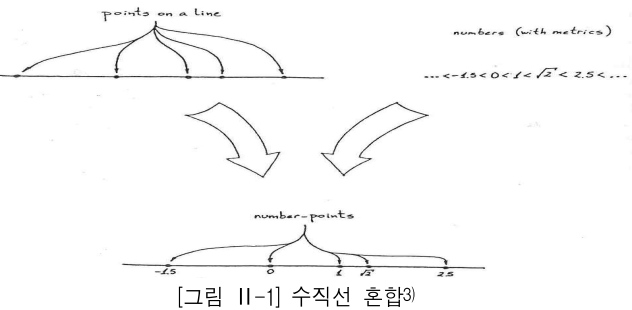 points on a line
numbers (with metrics)
... < -1.5 < 0 < 1 < √2 < 2.5 < ...
number-points
-1.5 0 1 √2 2.5
[그림 Ⅱ-1] 수직선 혼합3)